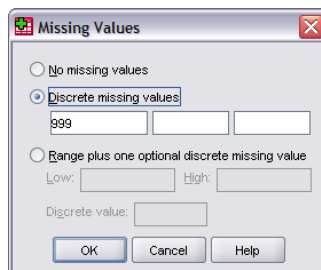 Missing Values
No missing values
Discrete missing values
999
Range plus one optional discrete missing value
Low: High:
Discrete value:
OK Cancel Help